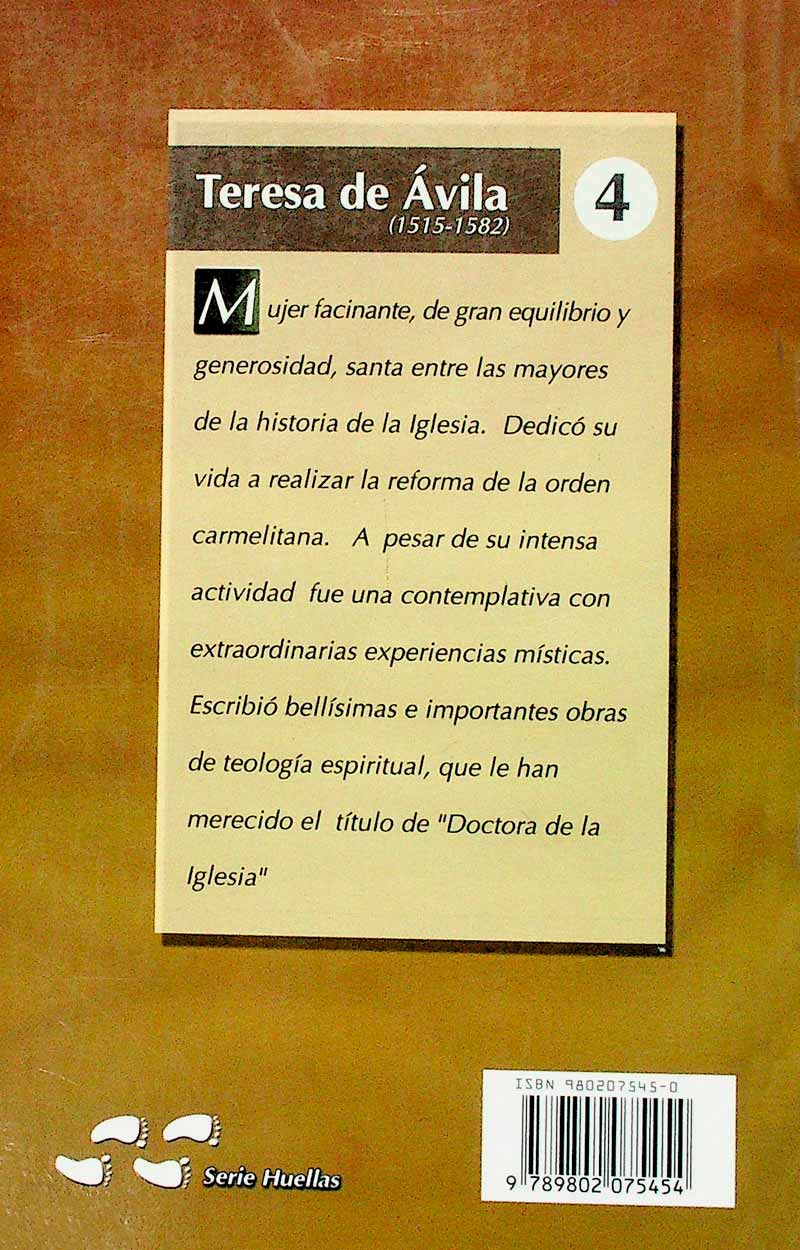 Teresa de Ávila
(1515-1582)
4
Mujer facinante, de gran equilibrio y
generosidad, santa entre las mayores
de la historia de la Iglesia. Dedicó su
vida a realizar la reforma de la orden
carmelitana. A pesar de su intensa
actividad fue una contemplativa con
extraordinarias experiencias místicas.
Escribió bellísimas e importantes obras
de teología espiritual, que le han
merecido el título de "Doctora de la
Iglesia"
ISBN 980207545-0
9 789802 075454
Serie Huellas